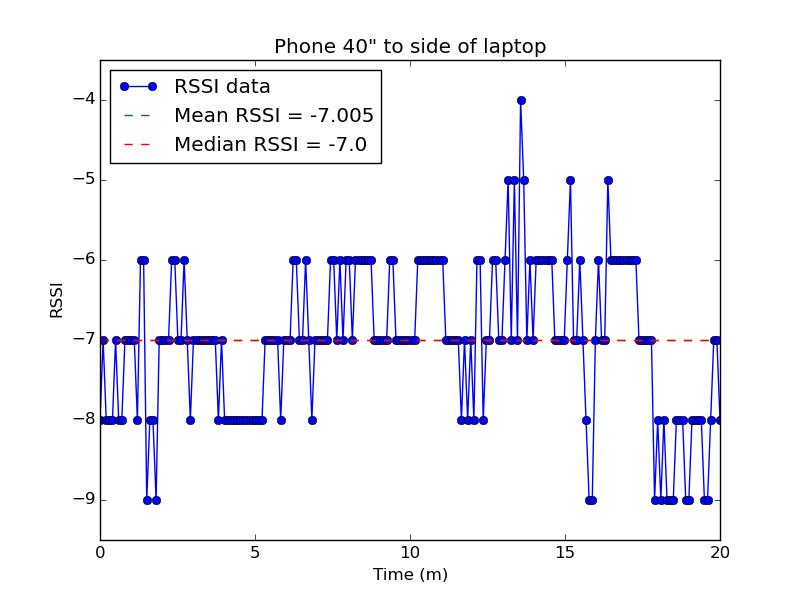 Phone 40" to side of laptop
RSSI data
Mean RSSI = -7.005
Median RSSI = -7.0
−4
−5
−6
−7
−8
−9
RSSI
0 5 10 15 20
Time (m)